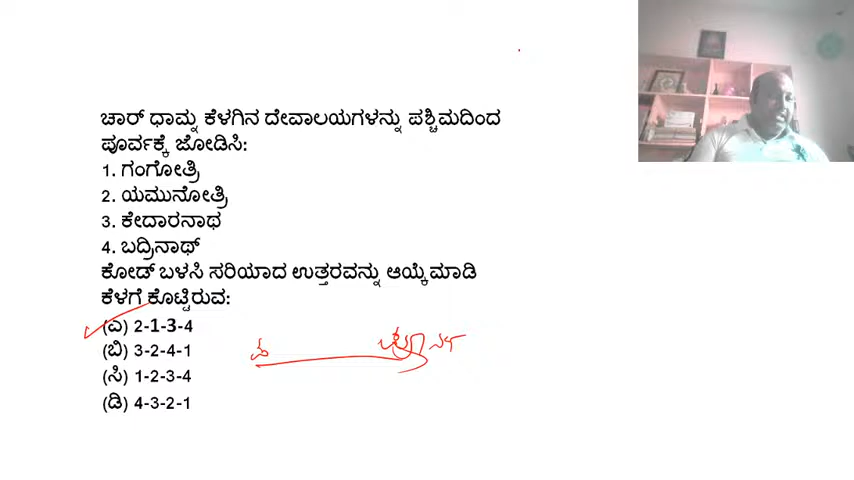 ಚಾರ್ ಧಾಮ್ನ ಕೆಳಗಿನ ದೇವಾಲಯಗಳನ್ನು ಪಶ್ಚಿಮದಿಂದ
ಪೂರ್ವಕ್ಕೆ ಜೋಡಿಸಿ:
1. ಗಂಗೋತ್ರಿ
2. ಯಮುನೋತ್ರಿ
3. ಕೇದಾರನಾಥ
4. ಬದ್ರಿನಾಥ್
ಕೋಡ್ ಬಳಸಿ ಸರಿಯಾದ ಉತ್ತರವನ್ನು ಆಯ್ಕೆಮಾಡಿ
ಕೆಳಗೆ ಕೊಟ್ಟಿರುವ:
(ಎ) 2-1-3-4
(ಬಿ) 3-2-4-1
(ಸಿ) 1-2-3-4
(ಡಿ) 4-3-2-1